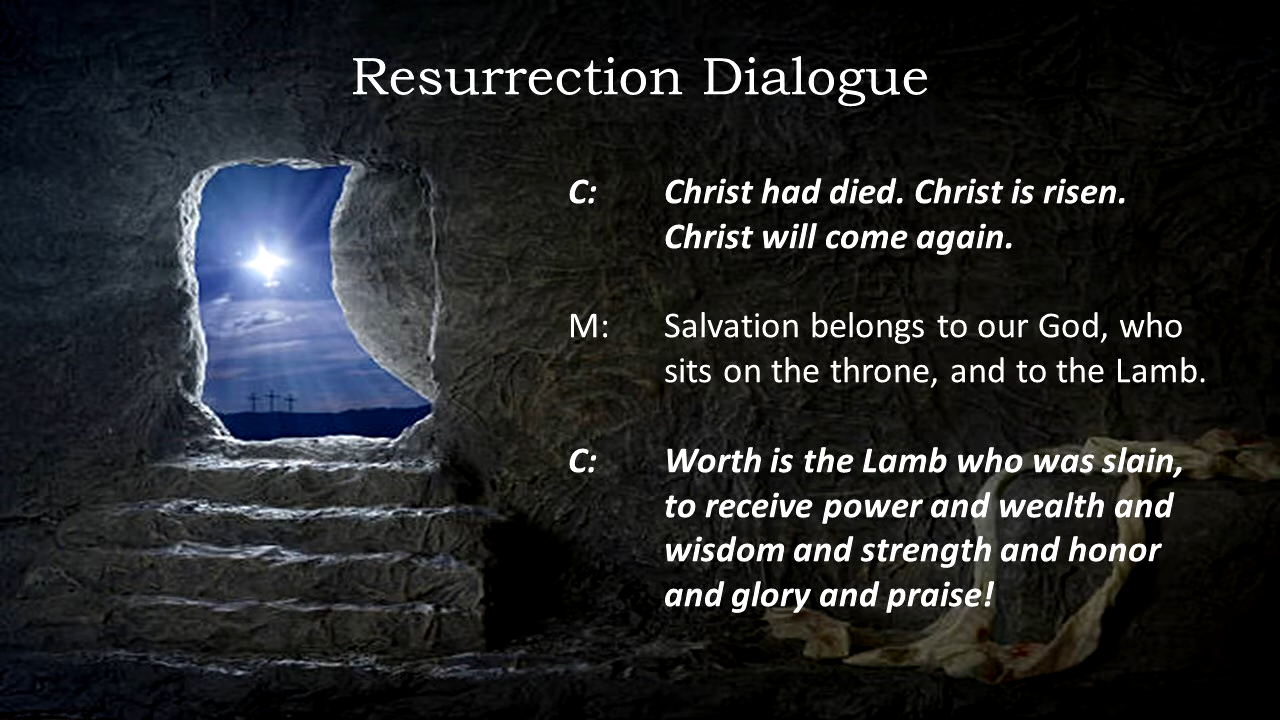 Resurrection Dialogue
C: Christ had died. Christ is risen.
Christ will come again.
M: Salvation belongs to our God, who
sits on the throne, and to the Lamb.
C: Worth is the Lamb who was slain,
to receive power and wealth and
wisdom and strength and honor
and glory and praise!